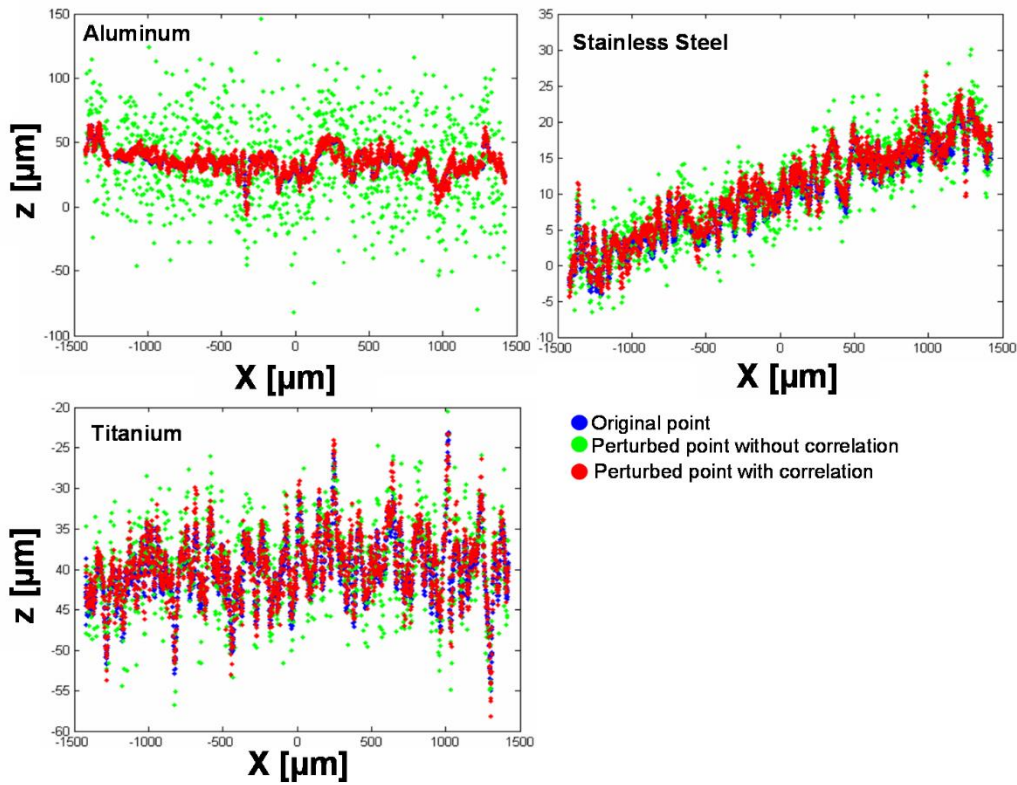 Aluminum
150
100
50
0
-50
-100
z [µm]
-1500 -1000 -500 0 500 1000 1500
X [µm]
Stainless Steel
35
30
25
20
15
10
5
0
-5
-10
-1500 -1000 -500 0 500 1000 1500
X [µm]
Titanium
-20
-25
-30
-35
-40
-45
-50
-55
-60
z [µm]
-1500 -1000 -500 0 500 1000 1500
X [µm]
Original point
Perturbed point without correlation
Perturbed point with correlation